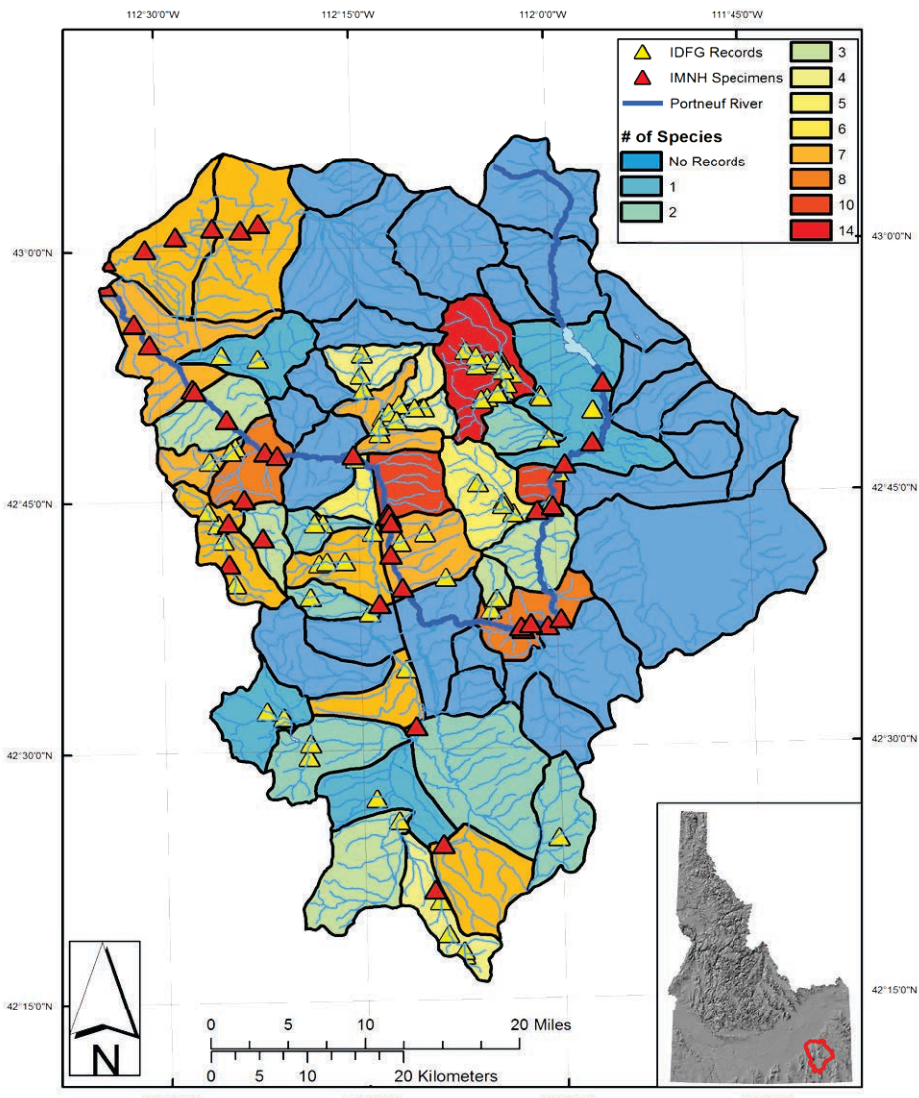 112°30'0"W 112°15'0"W 112°0'0"W 111°45'0"W
IDFG Records
IMNH Specimens
Portneuf River
# of Species
No Records
1
2
3
4
5
6
7
8
10
14
43°0'0"N 43°0'0"N
42°45'0"N 42°45'0"N
42°30'0"N 42°30'0"N
42°15'0"N 42°15'0"N
N
0 5 10 20 Miles
0 5 10 20 Kilometers